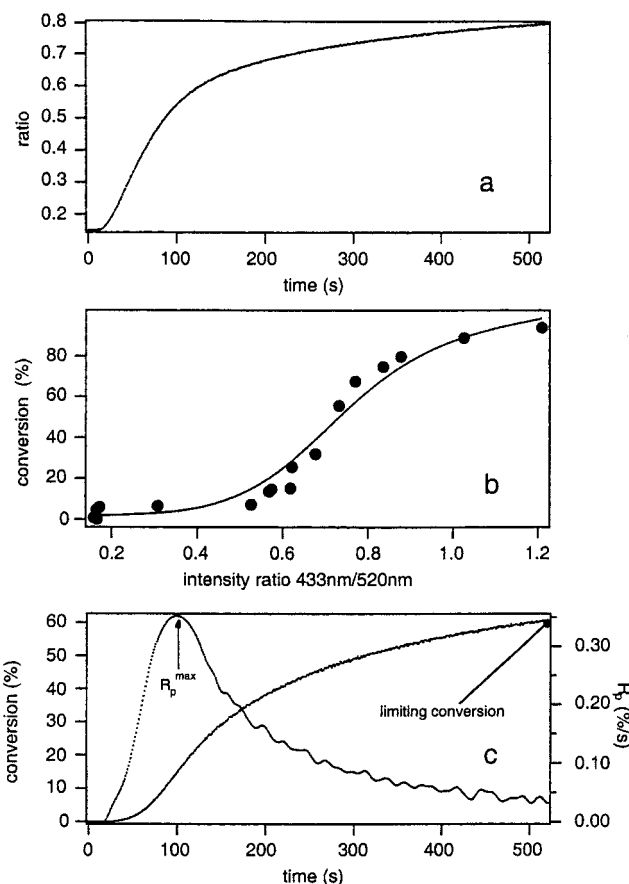 0.8
0.7
0.6
0.5
0.4
0.3
0.2
ratio
a
0 100 200 300 400 500
time (s)
80
60
40
20
0
conversion (%)
b
0.2 0.4 0.6 0.8 1.0 1.2
intensity ratio 433nm/520nm
60
50
40
30
20
10
0
conversion (%)
Rp max
limiting conversion
c
0.30
0.20
0.10
0.00
Rp (%/s)
0 100 200 300 400 500
time (s)